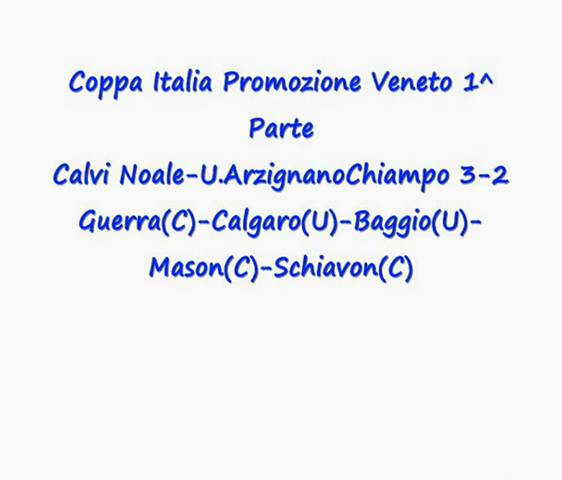 Coppa Italia Promozione Veneto 1^
Parte
Calvi Noale-U.ArzignanoChiampo 3-2
Guerra(C)-Calgaro(U)-Baggio(U)-
Mason(C)-Schiavon(C)